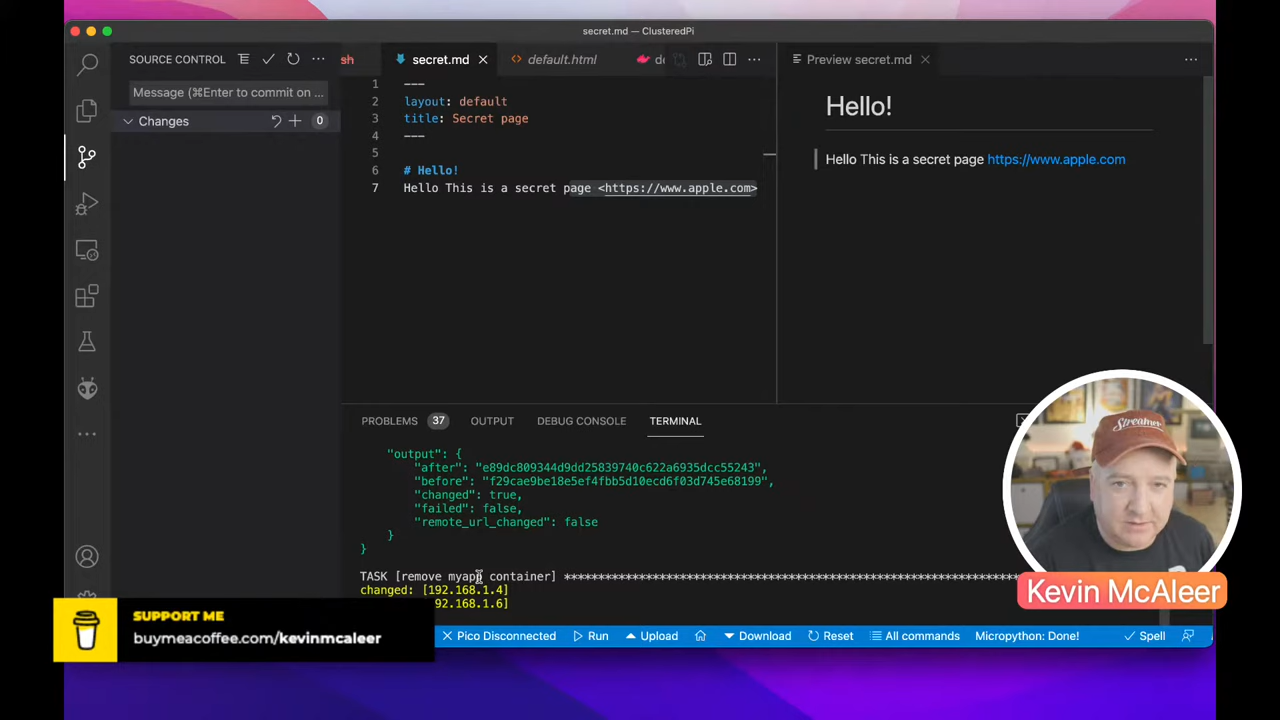 secret.md — ClusteredPi
SOURCE CONTROL
sh
secret.md
default.html
Preview secret.md
Message (⌘Enter to commit on ...
Changes
0
1 ---
2 layout: default
3 title: Secret page
4 ---
5
6 # Hello!
7 Hello This is a secret page <https://www.apple.com>
Hello!
Hello This is a secret page https://www.apple.com
PROBLEMS 37 OUTPUT DEBUG CONSOLE TERMINAL
"output": {
"after": "e89dc809344d9dd25839740c622a6935dcc55243",
"before": "f29cae9be18e5ef4fbb5d10ecd6f03d745e68199",
"changed": true,
"failed": false,
"remote_url_changed": false
}
}
TASK [remove myapp container] ****************************************************************
changed: [192.168.1.4]
92.168.1.6]
Streamer
Kevin McAleer
SUPPORT ME
buymeacoffee.com/kevinmcaleer
Pico Disconnected Run Upload Download Reset All commands Micropython: Done! Spell